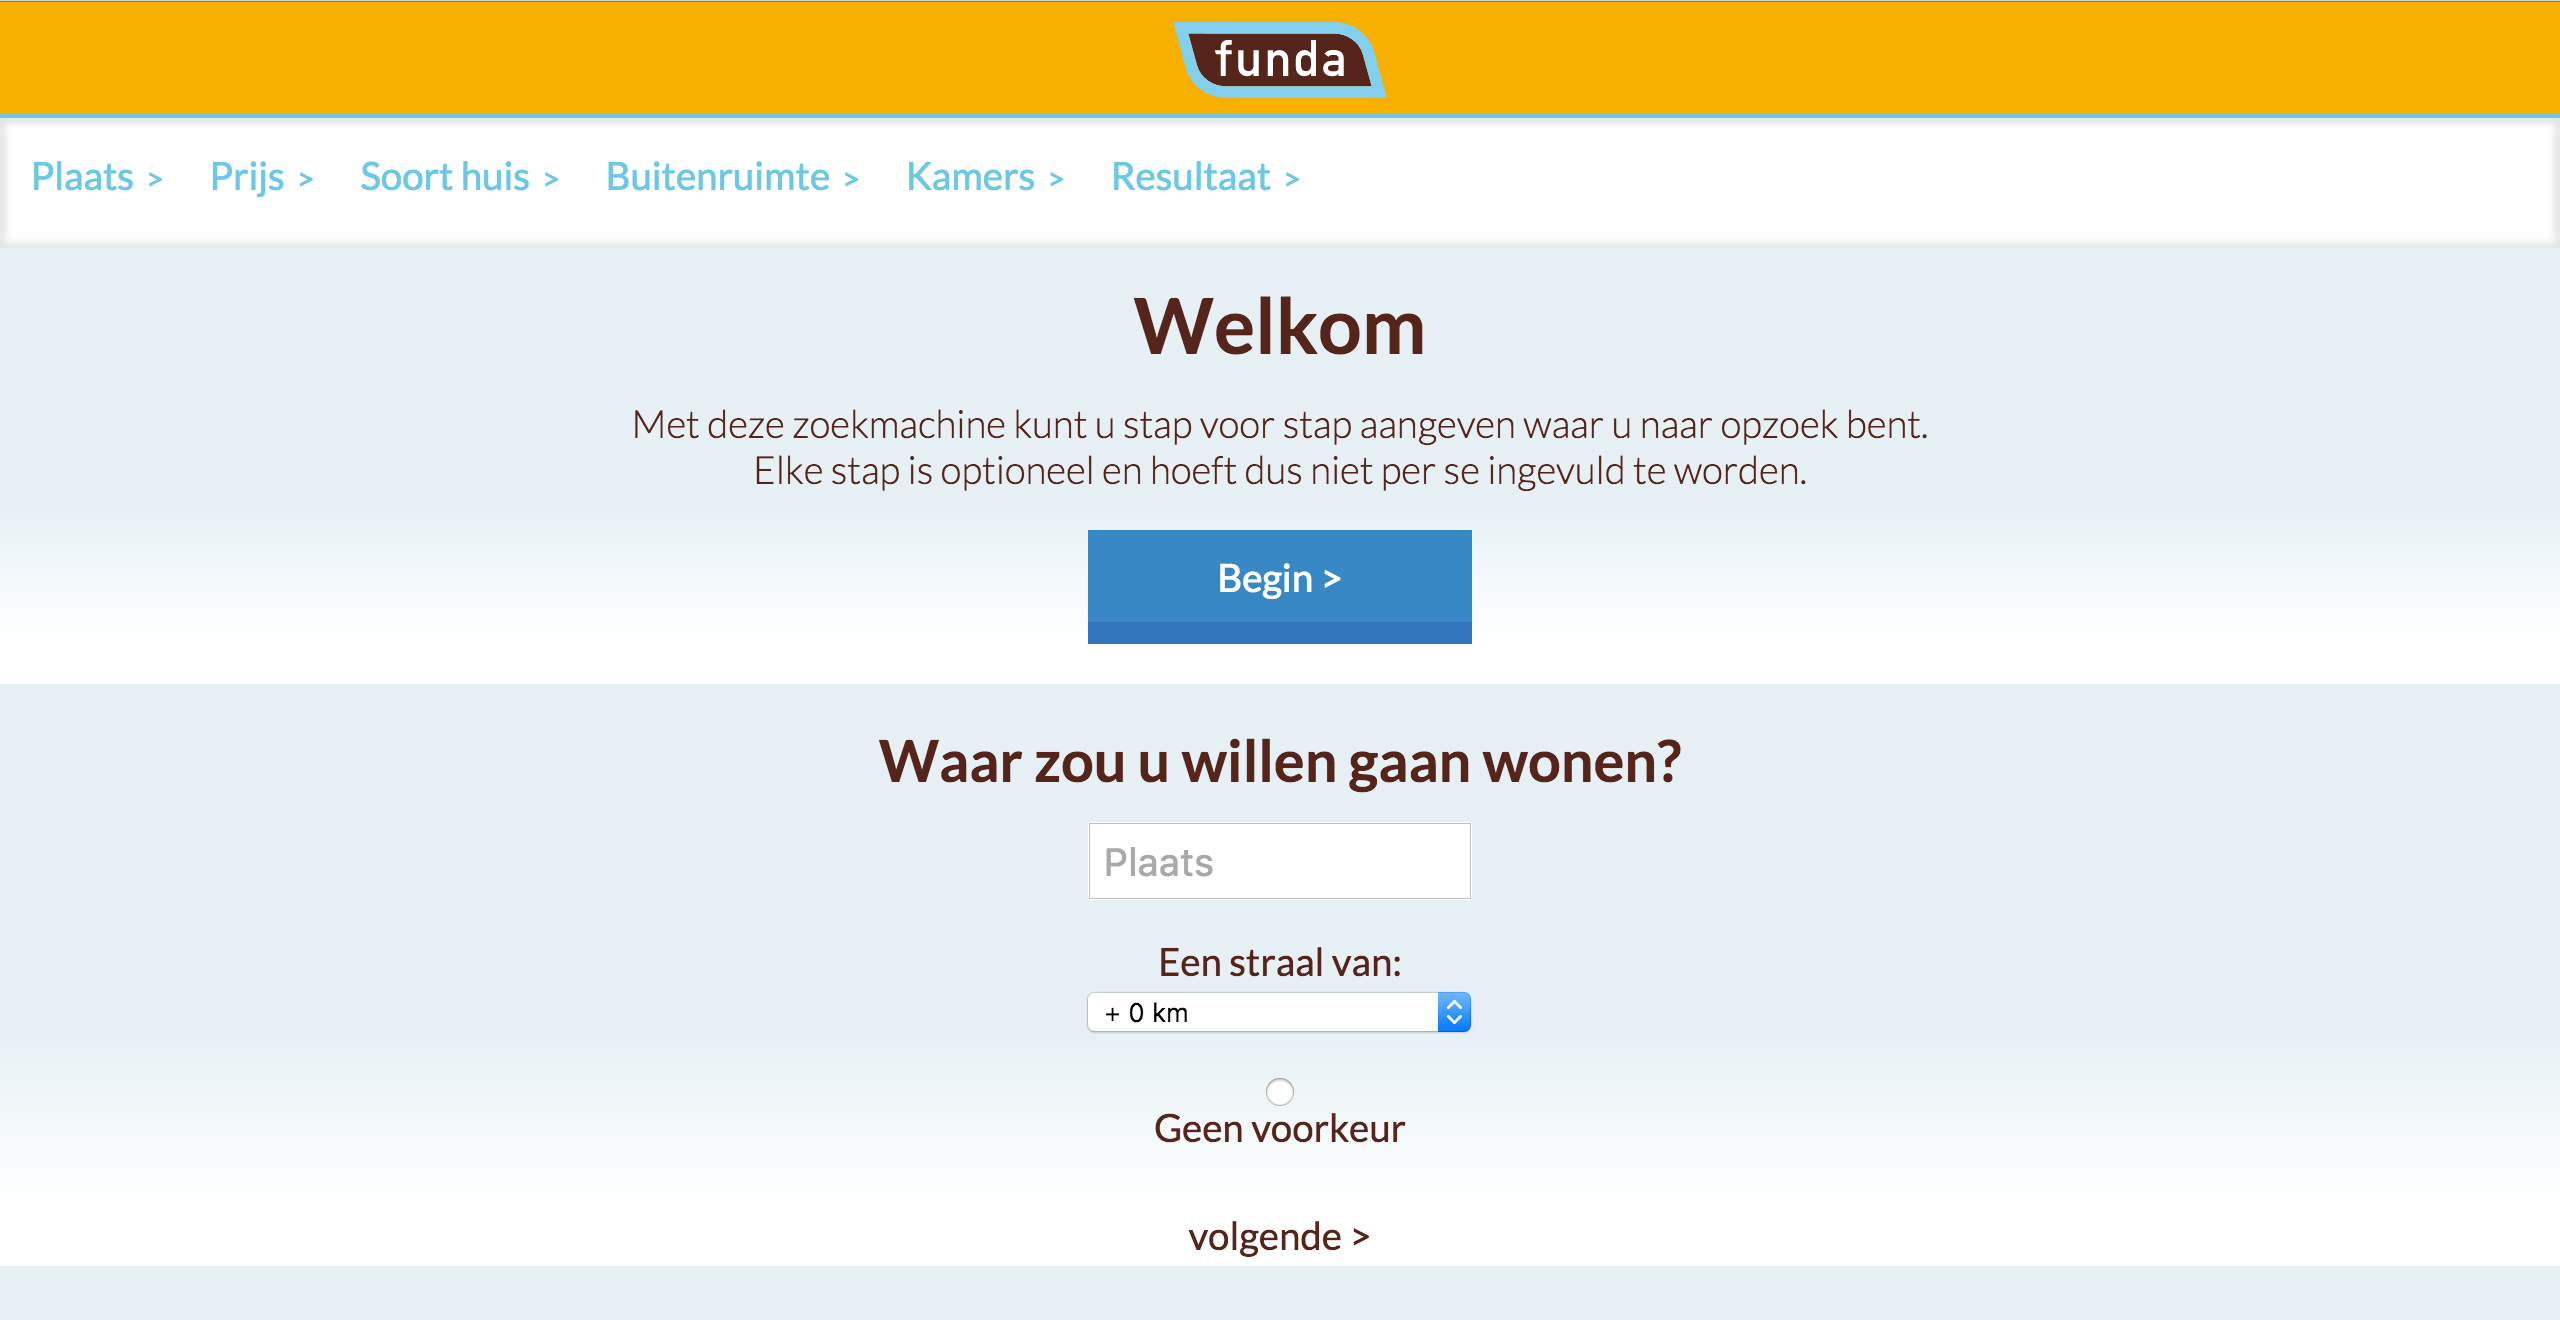 funda
Plaats > Prijs > Soort huis > Buitenruimte > Kamers > Resultaat >
Welkom
Met deze zoekmachine kunt u stap voor stap aangeven waar u naar opzoek bent.
Elke stap is optioneel en hoeft dus niet per se ingevuld te worden.
Begin >
Waar zou u willen gaan wonen?
Plaats
Een straal van:
+ 0 km
Geen voorkeur
volgende >